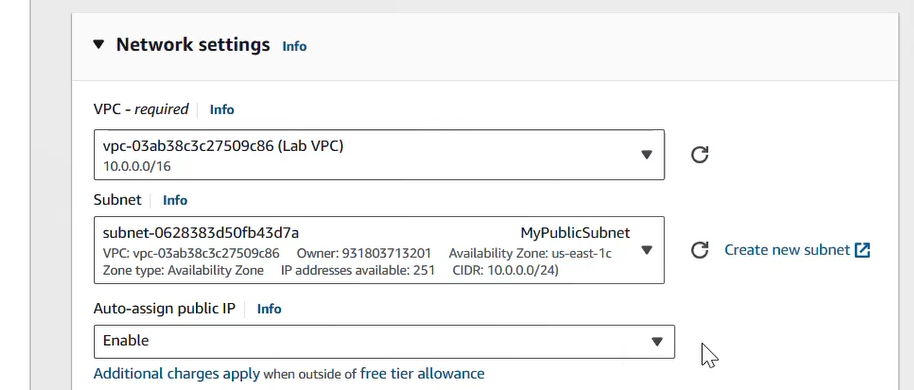 Network settings Info
VPC - required Info
vpc-03ab38c3c27509c86 (Lab VPC)
10.0.0.0/16
Subnet Info
subnet-0628383d50fb43d7a MyPublicSubnet
VPC: vpc-03ab38c3c27509c86 Owner: 931803713201 Availability Zone: us-east-1c
Zone type: Availability Zone IP addresses available: 251 CIDR: 10.0.0.0/24)
Create new subnet
Auto-assign public IP Info
Enable
Additional charges apply when outside of free tier allowance